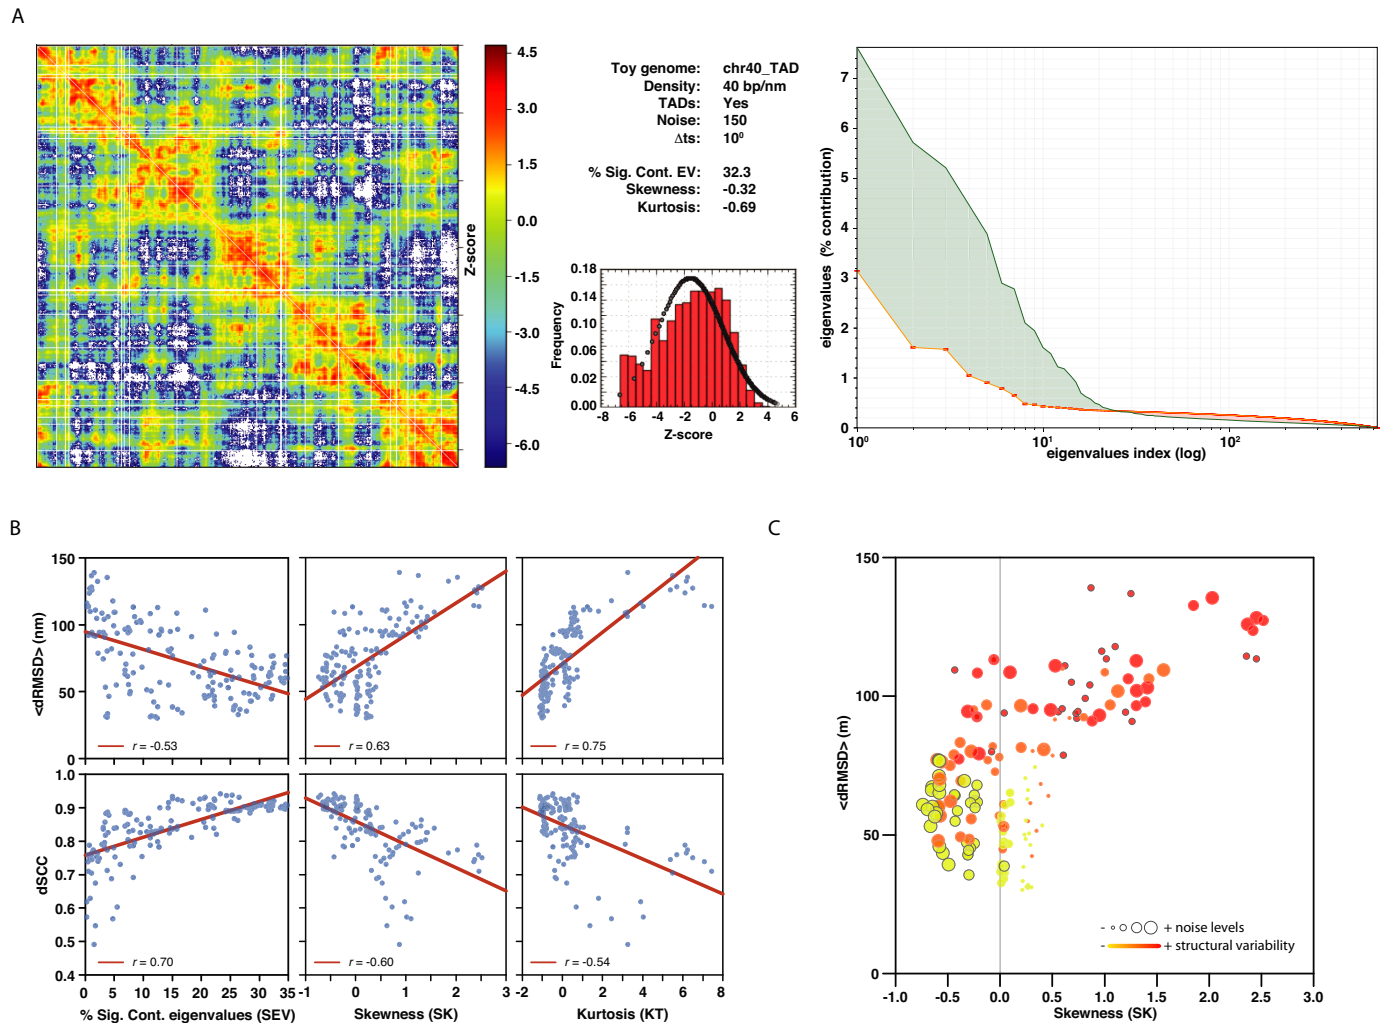 A
4.5
3.0
1.5
0.0
-1.5
-3.0
-4.5
-6.0
Z-score
Toy genome: chr40_TAD
Density: 40 bp/nm
TADs: Yes
Noise: 150
Δts: 10⁰
% Sig. Cont. EV: 32.3
Skewness: -0.32
Kurtosis: -0.69
Frequency
0.18
0.14
0.10
0.06
0.02
0.00
-8 -6 -4 -2 0 2 4 6
Z-score
eigenvalues (% contribution)
7
6
5
4
3
2
1
0
10⁰ 10¹ 10²
eigenvalues index (log)
B
<dRMSD> (nm)
150
100
50
0
r = -0.53
r = 0.63
r = 0.75
dSCC
1.0
0.9
0.8
0.7
0.6
0.5
0.4
r = 0.70
r = -0.60
r = -0.54
0 5 10 15 20 25 30 35
% Sig. Cont. eigenvalues (SEV)
-1 0 1 2 3
Skewness (SK)
-2 0 2 4 6 8
Kurtosis (KT)
C
<dRMSD> (m)
150
100
50
0
- + noise levels
- + structural variability
-1.0 -0.5 0.0 0.5 1.0 1.5 2.0 2.5 3.0
Skewness (SK)